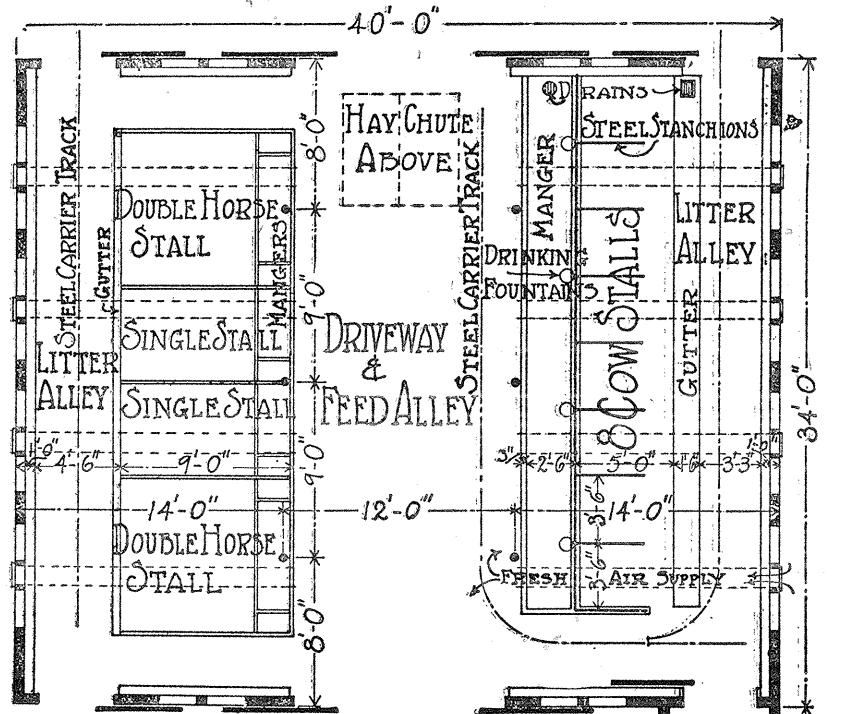 40'-0"
HAY CHUTE
ABOVE
DRAINS
STEEL STANCHIONS
8'-0"
STEEL CARRIER TRACK
GUTTER
DOUBLE HORSE
STALL
MANGERS
STEEL CARRIER TRACK
MANGER
LITTER
ALLEY
DRINKING
FOUNTAINS
8 COW STALLS
GUTTER
9'-0"
SINGLE STALL
DRIVEWAY
&
FEED ALLEY
LITTER
ALLEY
SINGLE STALL
34'-0"
1'-0"
4'-6"
9'-0"
9'-0"
3"
2'-6"
5'-0"
1'-6"
3'-3"
1'-0"
14'-0"
12'-0"
14'-0"
3'-6"
3'-6"
DOUBLE HORSE
STALL
FRESH AIR SUPPLY
8'-0"